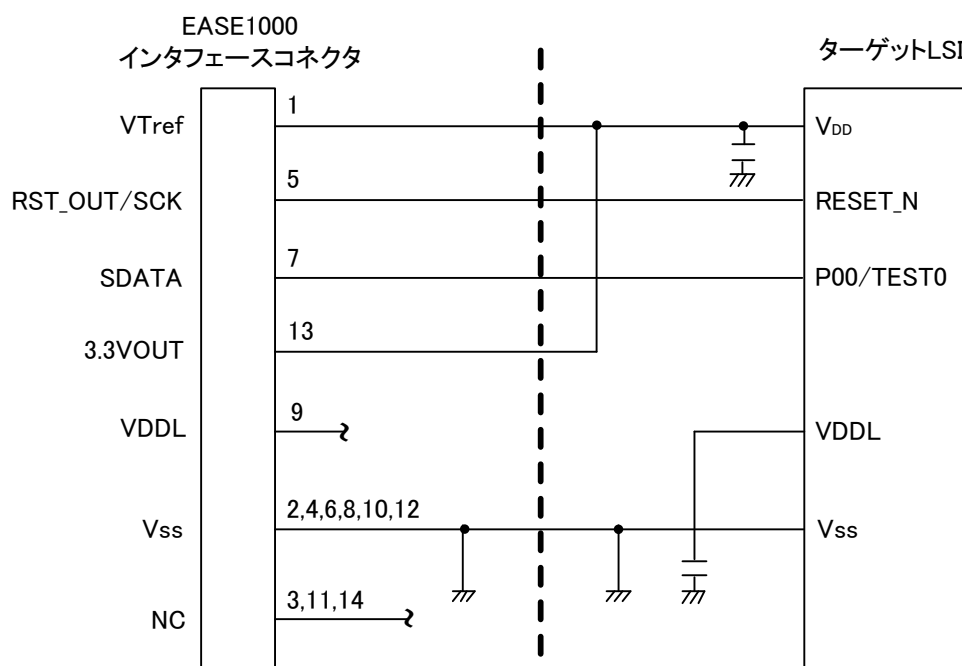 EASE1000
インタフェースコネクタ
ターゲットLSI
VTref
1
VDD
RST_OUT/SCK
5
RESET_N
SDATA
7
P00/TEST0
3.3VOUT
13
VDDL
9
VDDL
Vss
2,4,6,8,10,12
Vss
NC
3,11,14